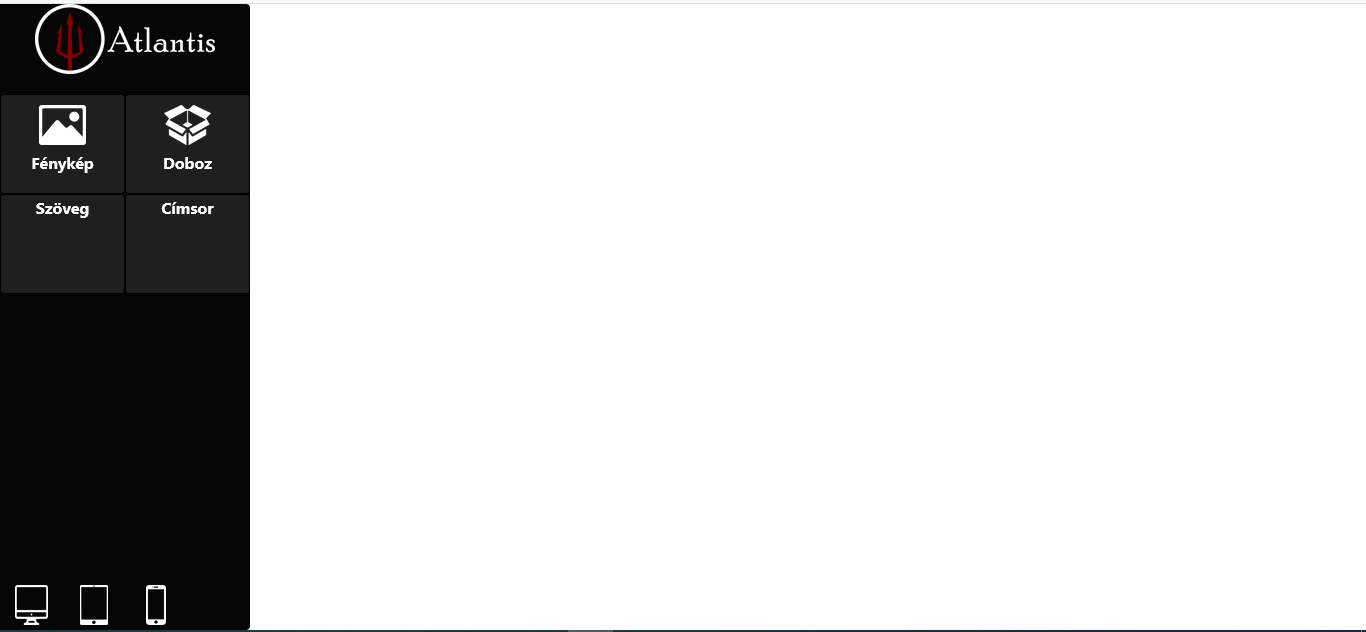 Atlantis
Fénykép
Doboz
Szöveg
Címsor